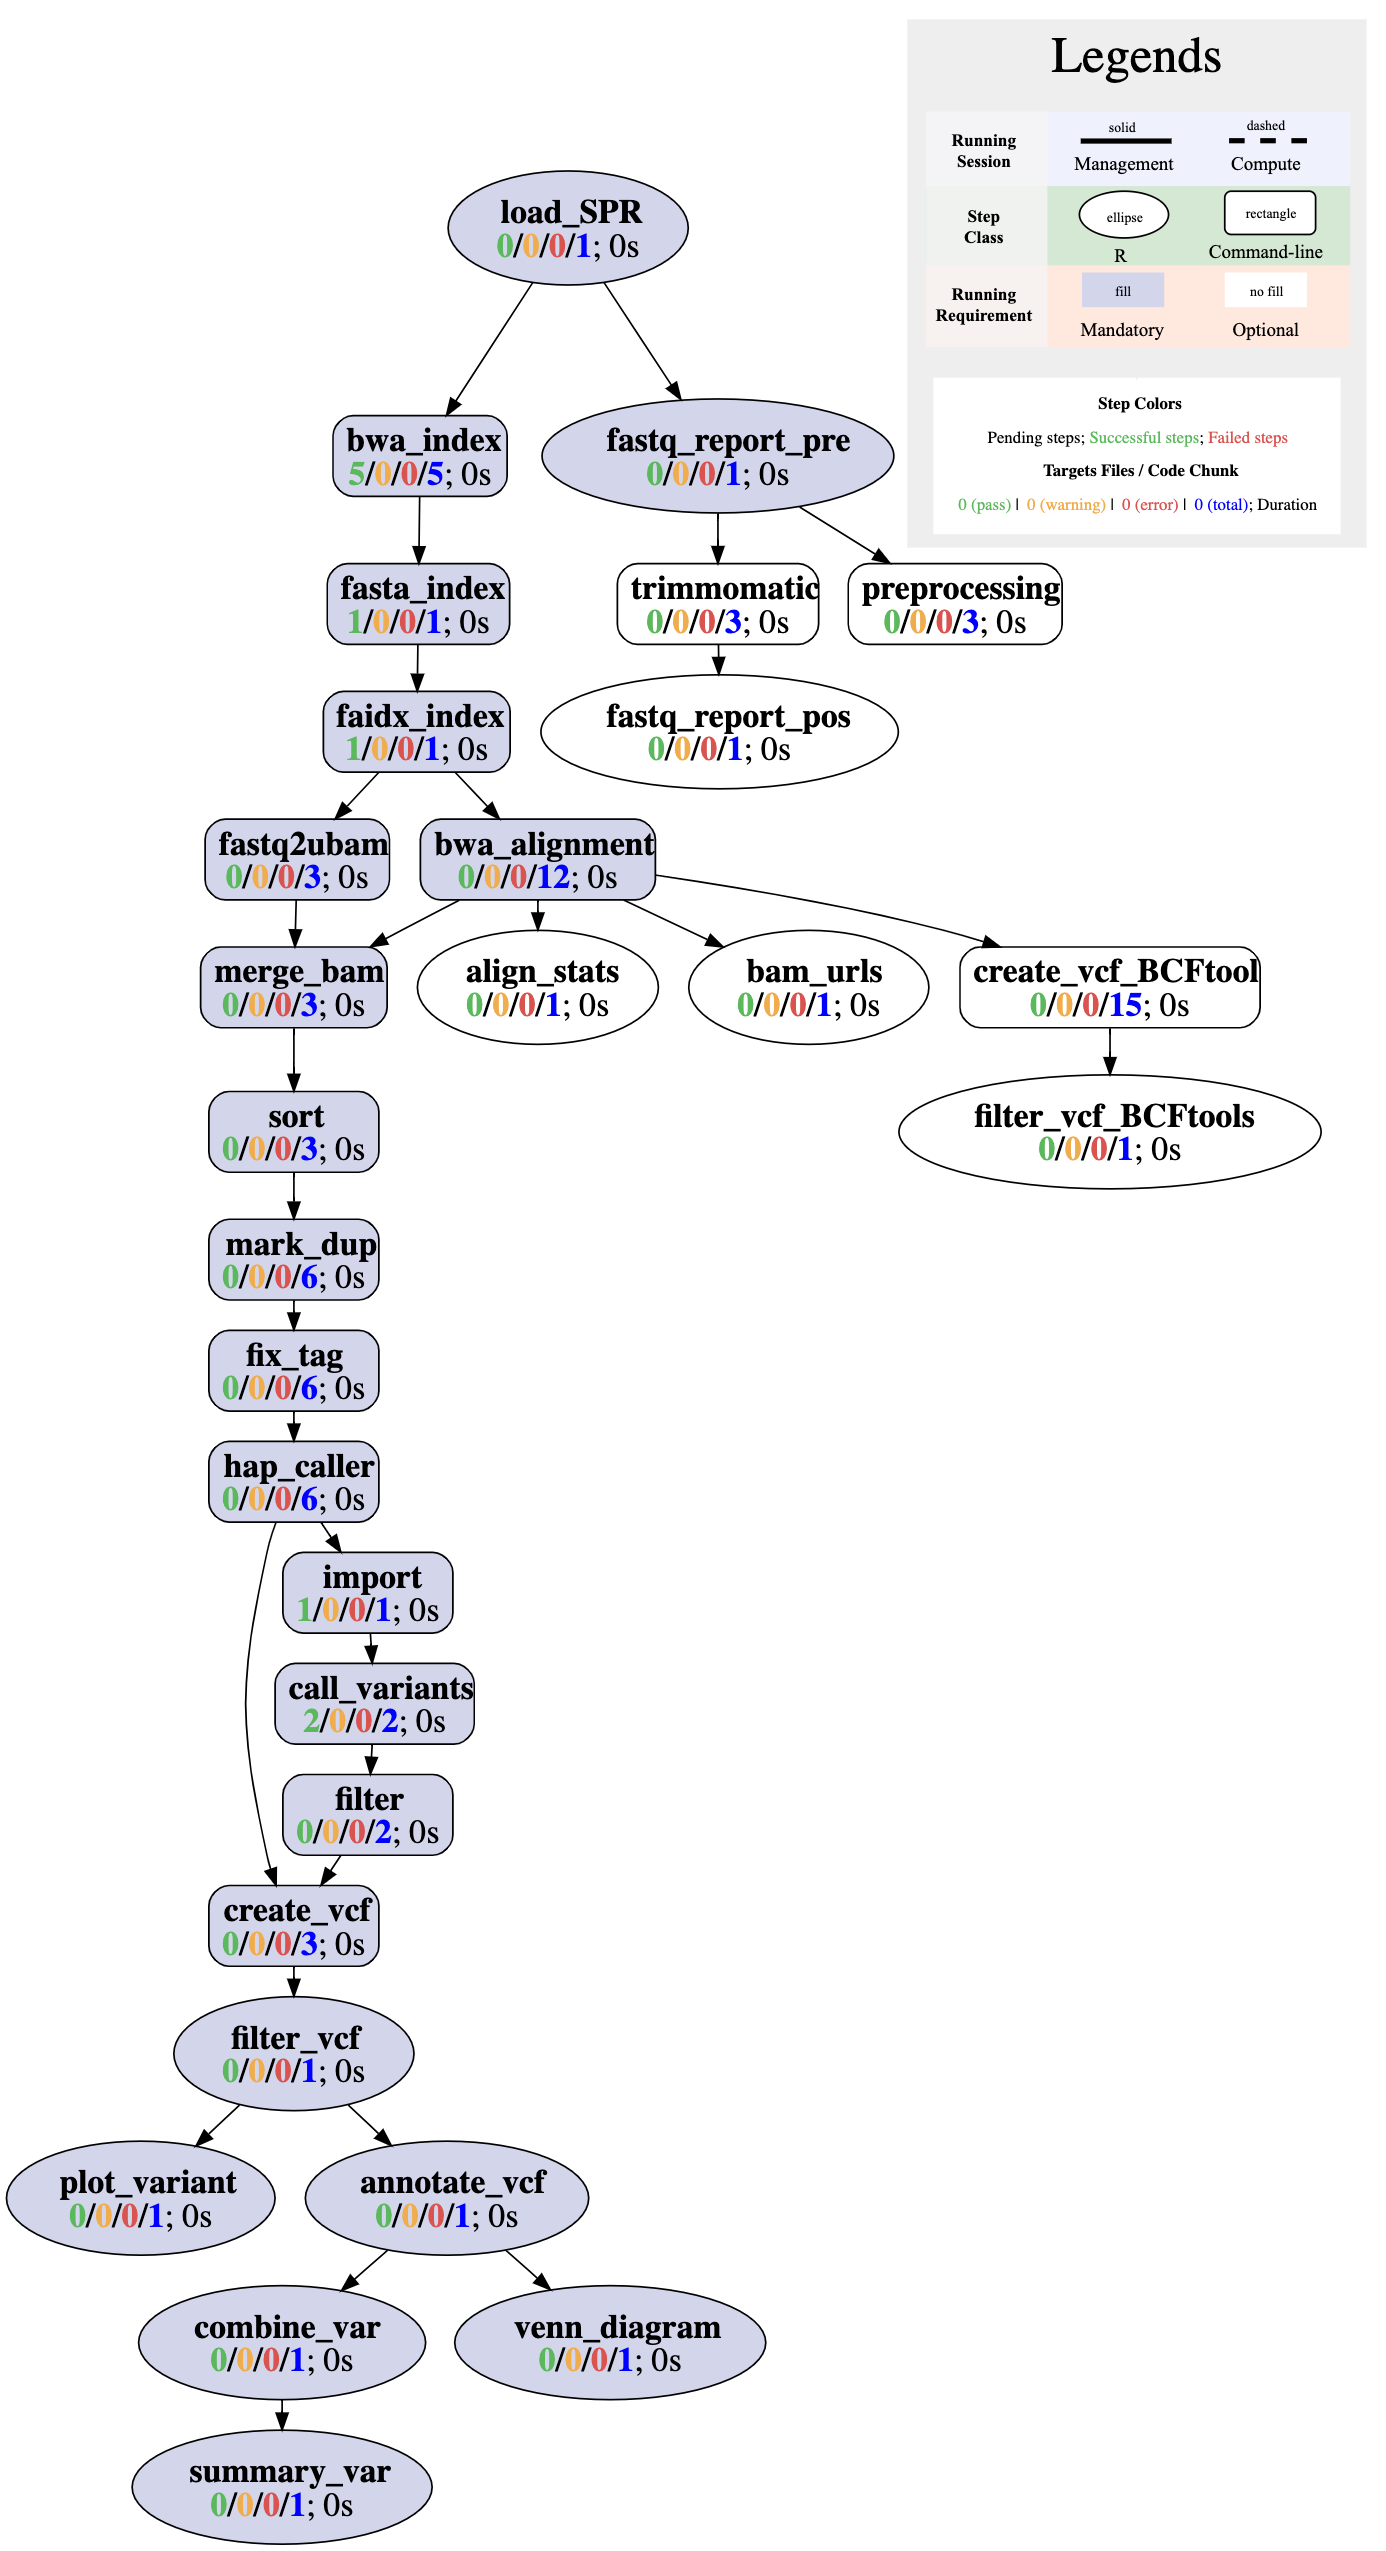 Legends
Running
Session
solid
Management
dashed
Compute
Step
Class
ellipse
R
rectangle
Command-line
Running
Requirement
fill
Mandatory
no fill
Optional
Step Colors
Pending steps; Successful steps; Failed steps
Targets Files / Code Chunk
0 (pass) | 0 (warning) | 0 (error) | 0 (total); Duration
load_SPR
0/0/0/1; 0s
bwa_index
5/0/0/5; 0s
fastq_report_pre
0/0/0/1; 0s
fasta_index
1/0/0/1; 0s
trimmomatic
0/0/0/3; 0s
preprocessing
0/0/0/3; 0s
faidx_index
1/0/0/1; 0s
fastq_report_pos
0/0/0/1; 0s
fastq2ubam
0/0/0/3; 0s
bwa_alignment
0/0/0/12; 0s
merge_bam
0/0/0/3; 0s
align_stats
0/0/0/1; 0s
bam_urls
0/0/0/1; 0s
create_vcf_BCFtool
0/0/0/15; 0s
sort
0/0/0/3; 0s
filter_vcf_BCFtools
0/0/0/1; 0s
mark_dup
0/0/0/6; 0s
fix_tag
0/0/0/6; 0s
hap_caller
0/0/0/6; 0s
import
1/0/0/1; 0s
call_variants
2/0/0/2; 0s
filter
0/0/0/2; 0s
create_vcf
0/0/0/3; 0s
filter_vcf
0/0/0/1; 0s
plot_variant
0/0/0/1; 0s
annotate_vcf
0/0/0/1; 0s
combine_var
0/0/0/1; 0s
venn_diagram
0/0/0/1; 0s
summary_var
0/0/0/1; 0s